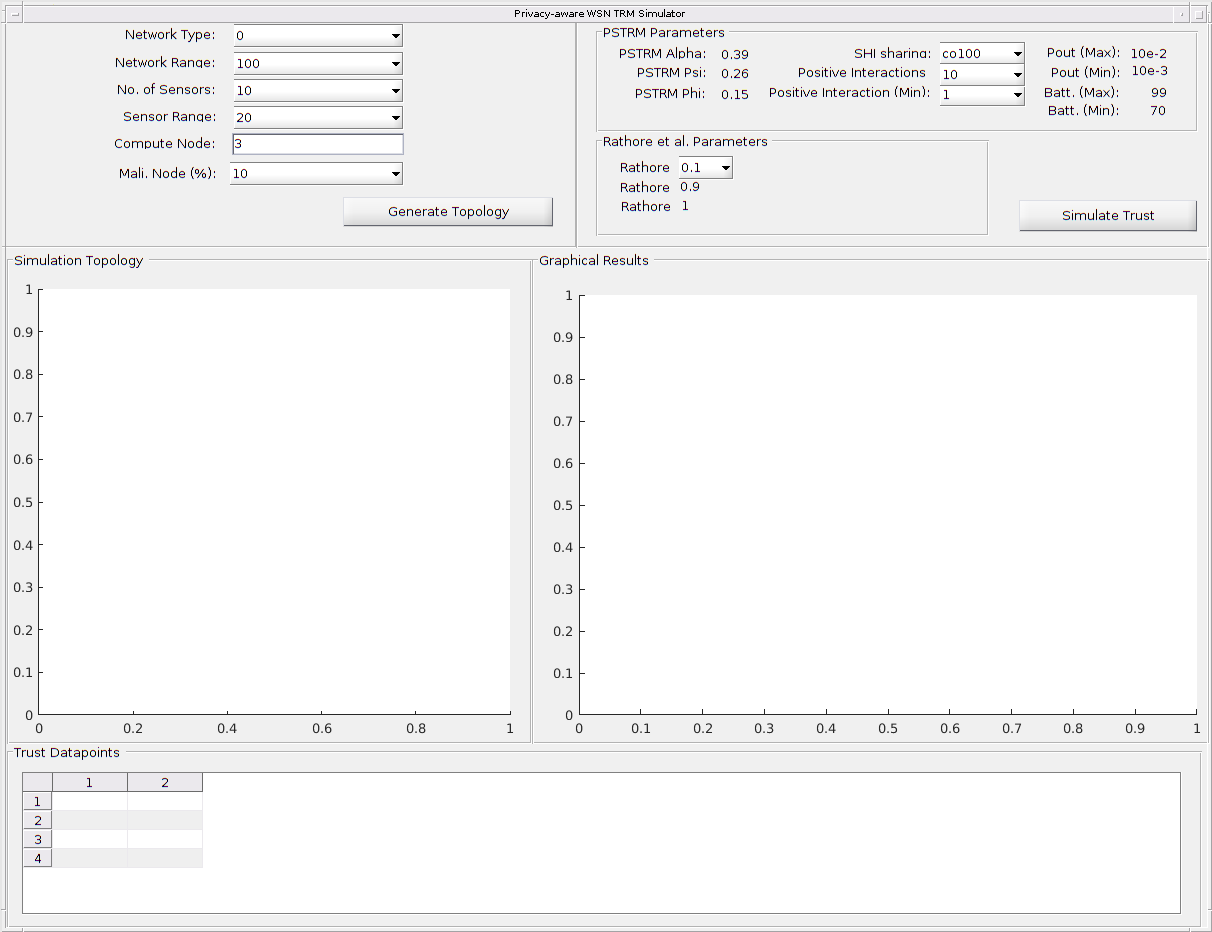 Privacy-aware WSN TRM Simulator
Network Type: 0
Network Range: 100
No. of Sensors: 10
Sensor Range: 20
Compute Node: 3
Mali. Node (%): 10
Generate Topology
PSTRM Parameters
PSTRM Alpha: 0.39 SHI sharing: co100 Pout (Max): 10e-2
PSTRM Psi: 0.26 Positive Interactions 10 Pout (Min): 10e-3
PSTRM Phi: 0.15 Positive Interaction (Min): 1 Batt. (Max): 99
Batt. (Min): 70
Rathore et al. Parameters
Rathore 0.1
Rathore 0.9
Rathore 1
Simulate Trust
Simulation Topology
1
0.9
0.8
0.7
0.6
0.5
0.4
0.3
0.2
0.1
0
0 0.2 0.4 0.6 0.8 1
Graphical Results
1
0.9
0.8
0.7
0.6
0.5
0.4
0.3
0.2
0.1
0
0 0.1 0.2 0.3 0.4 0.5 0.6 0.7 0.8 0.9 1
Trust Datapoints
1 2
1
2
3
4